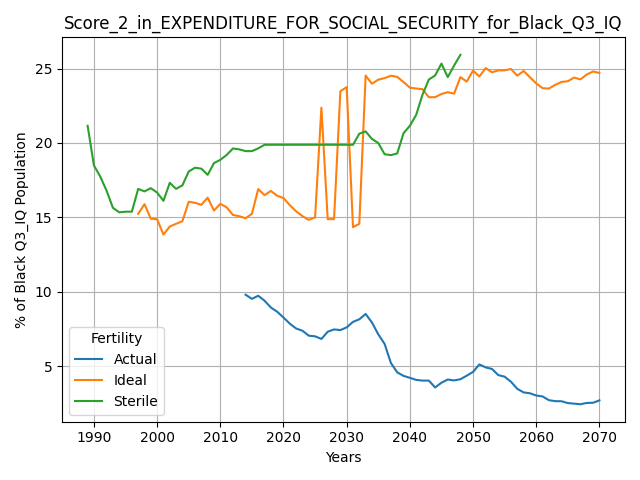 Score_2_in_EXPENDITURE_FOR_SOCIAL_SECURITY_for_Black_Q3_IQ
% of Black Q3_IQ Population
25
20
15
10
5
Fertility
Actual
Ideal
Sterile
1990 2000 2010 2020 2030 2040 2050 2060 2070
Years